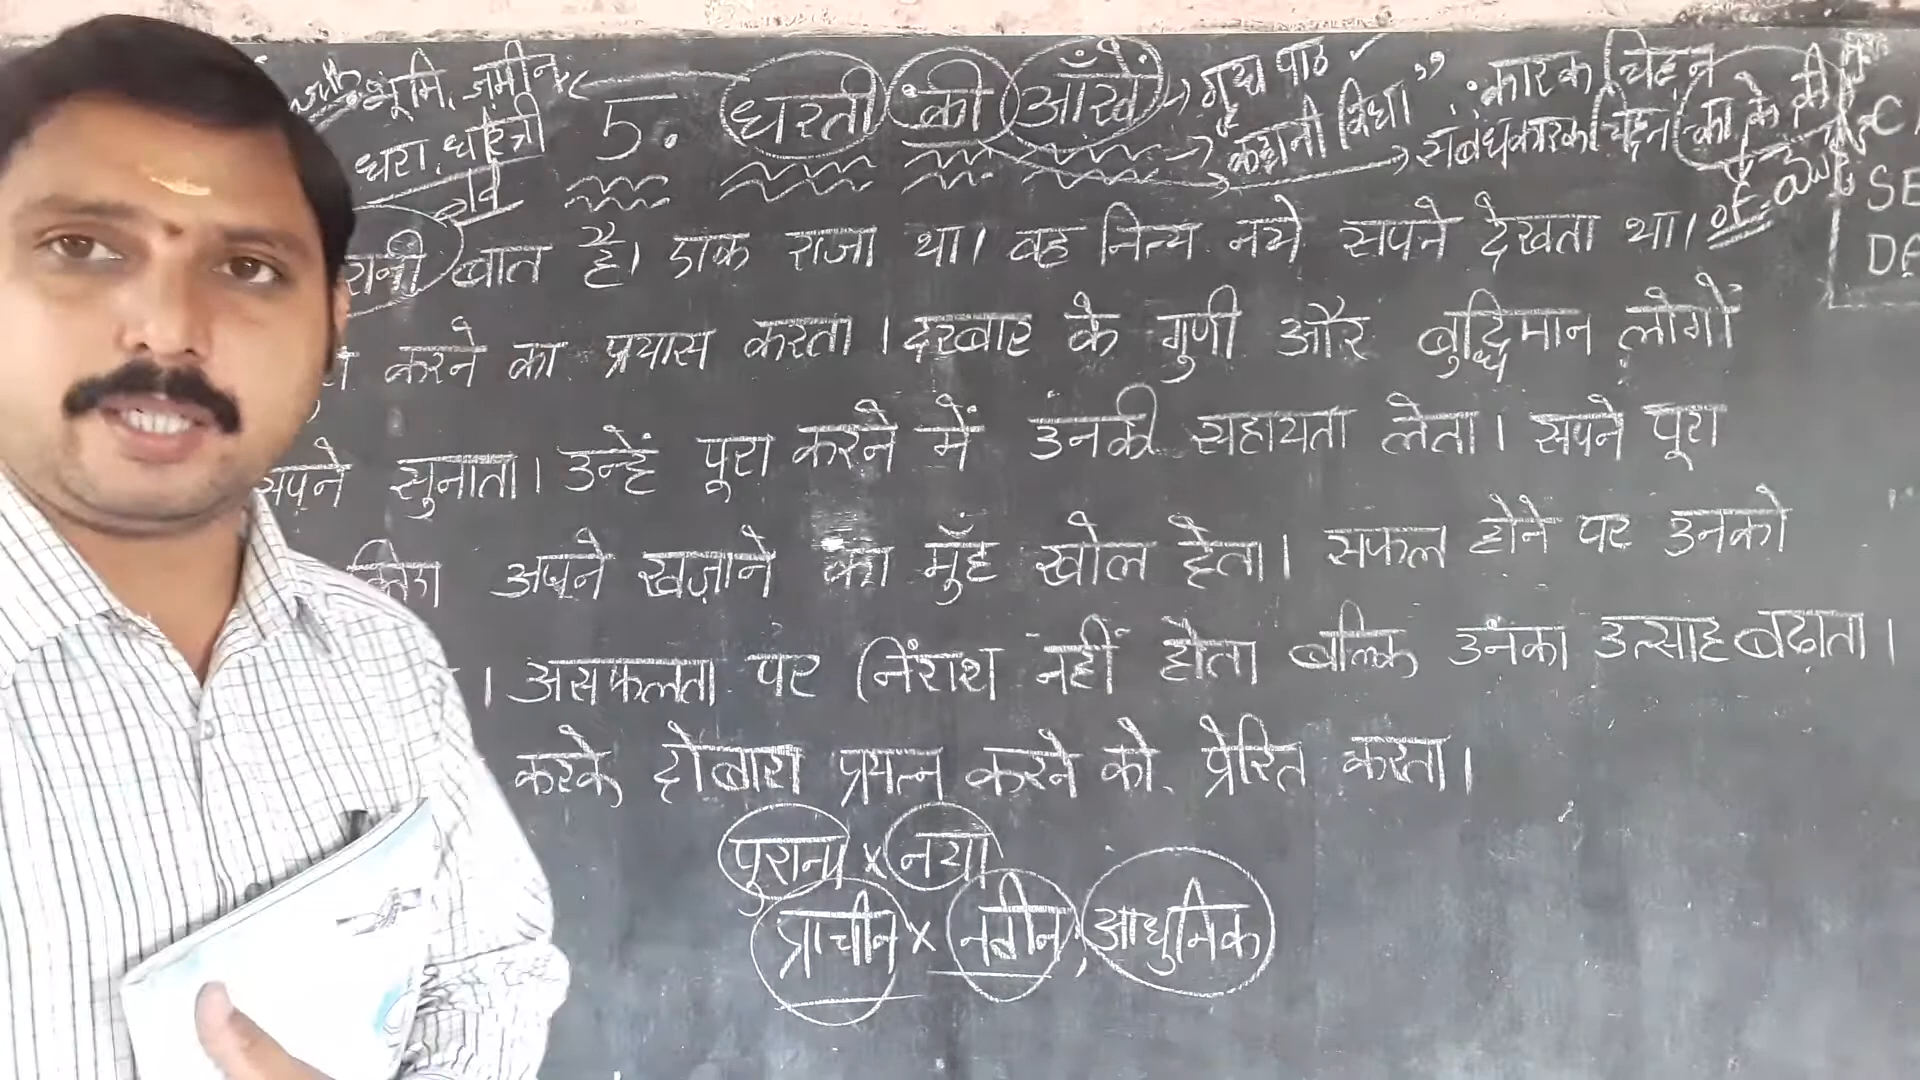 भूमि, ज़मीन
5. धरती की आँखें → गद्य पाठ ✓
धरा, धरित्री
कहानी विधा" ∴ कारक चिह्न
→ संबंधकारक चिह्न का के की
बात है। एक राजा था। वह नित्य नये सपने देखता था।
करने का प्रयास करता। दरबार के गुणी और बुद्धिमान लोगों
सपने सुनाता। उन्हें पूरा करने में उनकी सहायता लेता। सपने पूरा
अपने खज़ाने का मुँह खोल देता। सफल होने पर उनको
। असफलता पर निराश नहीं होता बल्कि उनका उत्साह बढ़ाता।
करके दोबारा प्रयत्न करने को प्रेरित करता।
पुराना x नया
प्राचीन x नवीन, आधुनिक